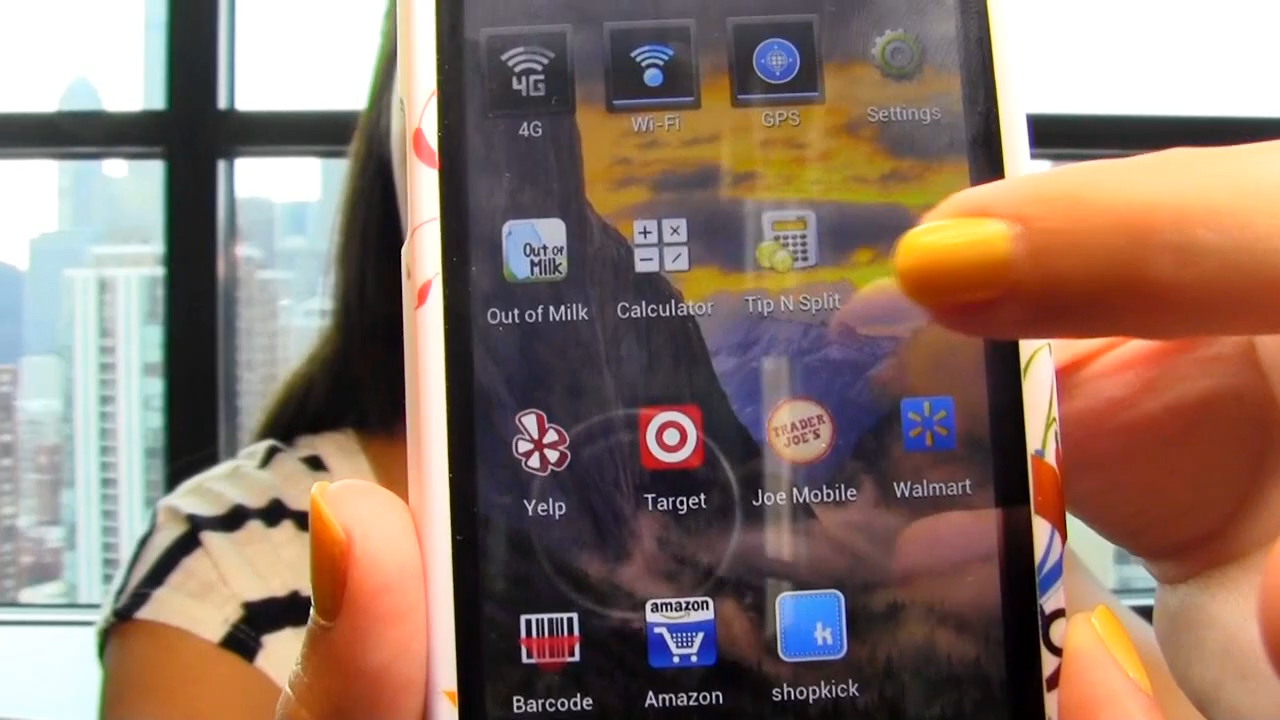 4G
4G
Wi-Fi
GPS
Settings
Out of
Milk
Out of Milk
Calculator
Tip N Split
TRADER
JOE'S
Yelp
Target
Joe Mobile
Walmart
amazon
k
Barcode
Amazon
shopkick